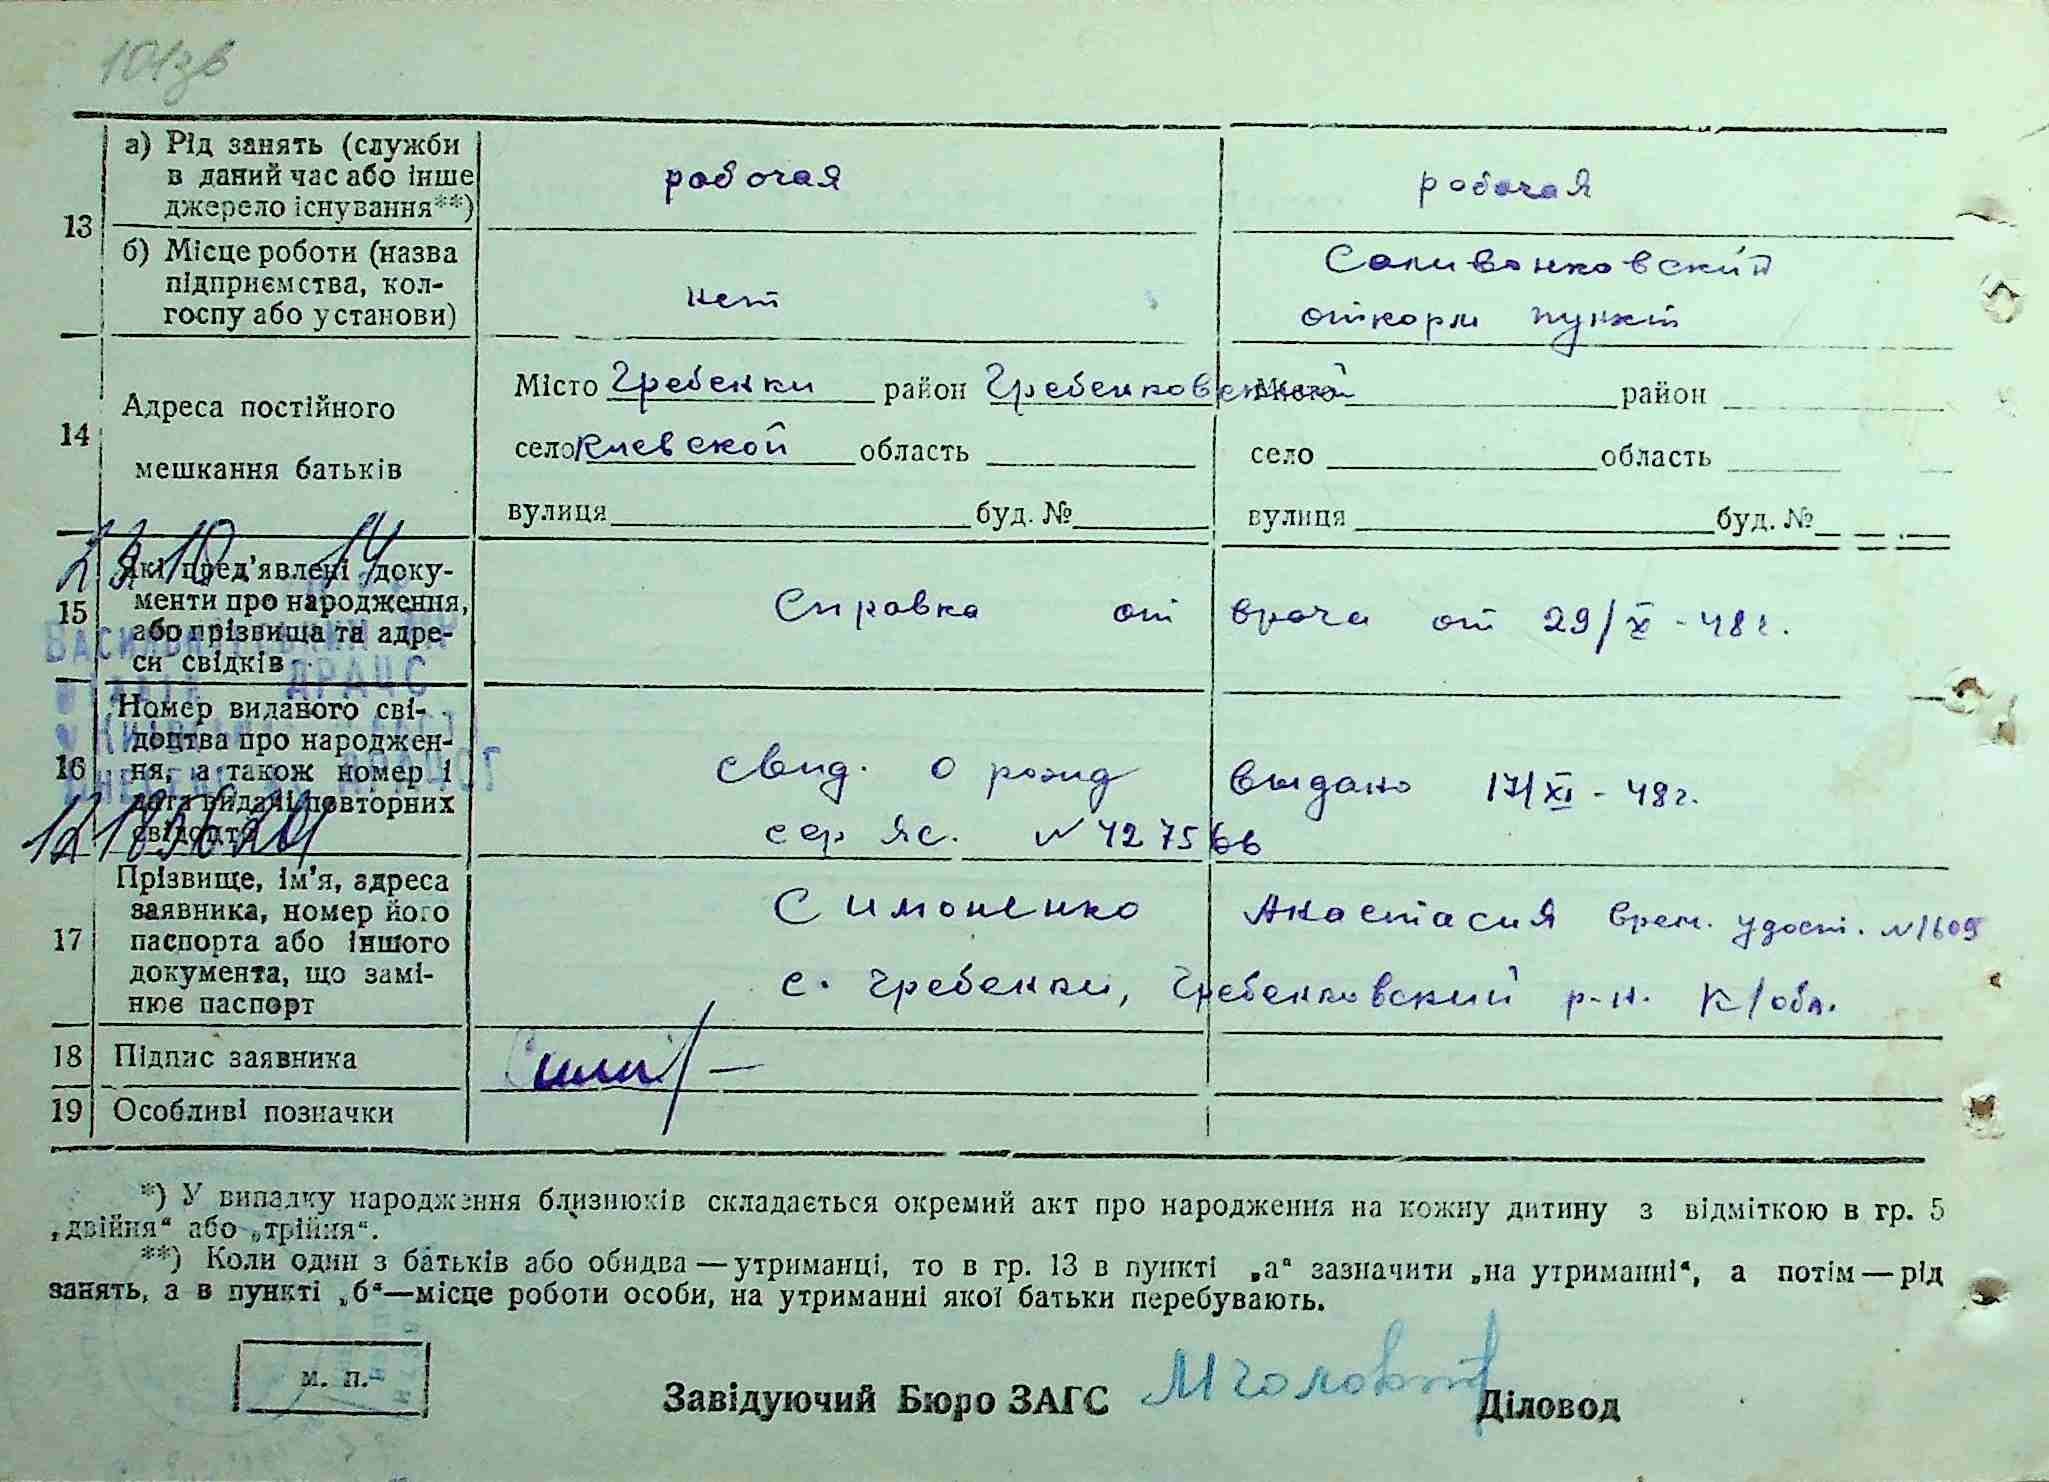 101зв
13
а) Рід занять (служби
в даний час або інше
джерело існування**)
рабочая
рабочая
б) Місце роботи (назва
підприємства, кол-
госпу або установи)
нет
Саливонковский
откорм пункт
14
Адреса постійного
мешкання батьків
Місто Гребенки район Гребенковский
село Киевской область
вулиця буд. №
Місто район
село область
вулиця буд. №
15
Які пред'явлені доку-
менти про народження,
або прізвища та адре-
си свідків
Справка от врача от 29/X - 48 г.
16
Номер виданого сві-
доцтва про народжен-
ня, а також номер і
дата видачі повторних
свідоцтв
свид. о рожд выдано 17/XI - 48 г.
сер яс. N 427566
17
Прізвище, ім'я, адреса
заявника, номер його
паспорта або іншого
документа, що замі-
нює паспорт
Симоненко Анастасия врем. удост. N 1609
с. Гребенки, Гребенковский р-н. К/обл.
18 Підпис заявника
19 Особливі позначки
*) У випадку народження близнюків складається окремий акт про народження на кожну дитину з відміткою в гр. 5
„двійня“ або „трійня“.
**) Коли один з батьків або обидва — утриманці, то в гр. 13 в пункті „а“ зазначити „на утриманні“, а потім — рід
занять, а в пункті „б“—місце роботи особи, на утриманні якої батьки перебувають.
м. п.
Завідуючий Бюро ЗАГС
Діловод